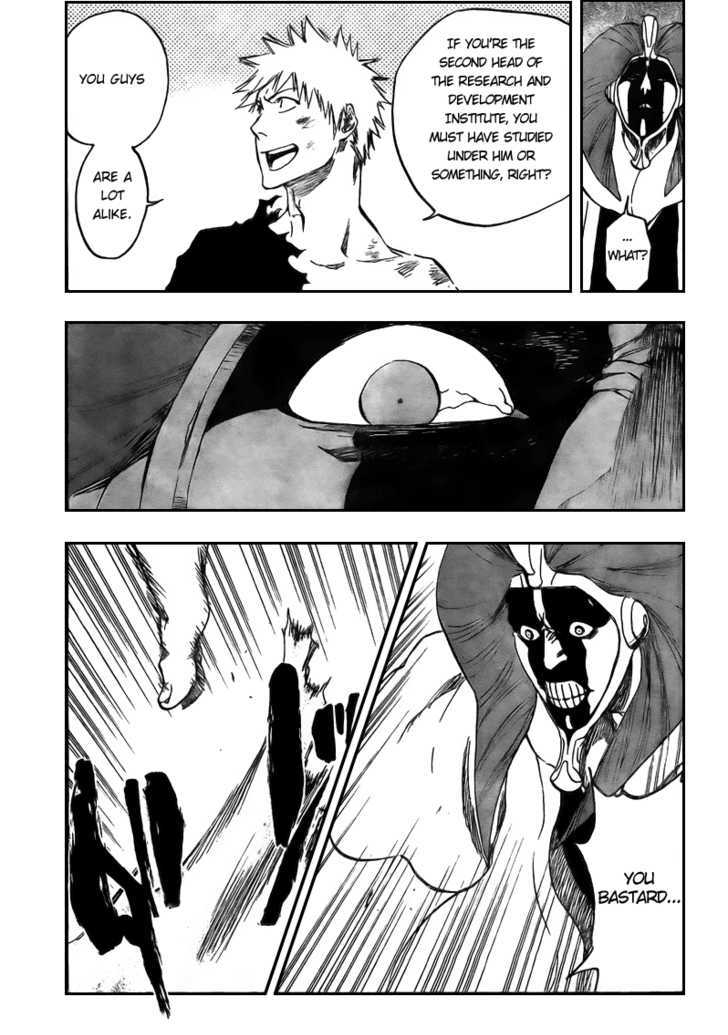 ...
WHAT?
IF YOU'RE THE
SECOND HEAD OF
THE RESEARCH AND
DEVELOPMENT
INSTITUTE, YOU
MUST HAVE STUDIED
UNDER HIM OR
SOMETHING, RIGHT?
YOU GUYS
ARE A
LOT
ALIKE.
YOU
BASTARD...